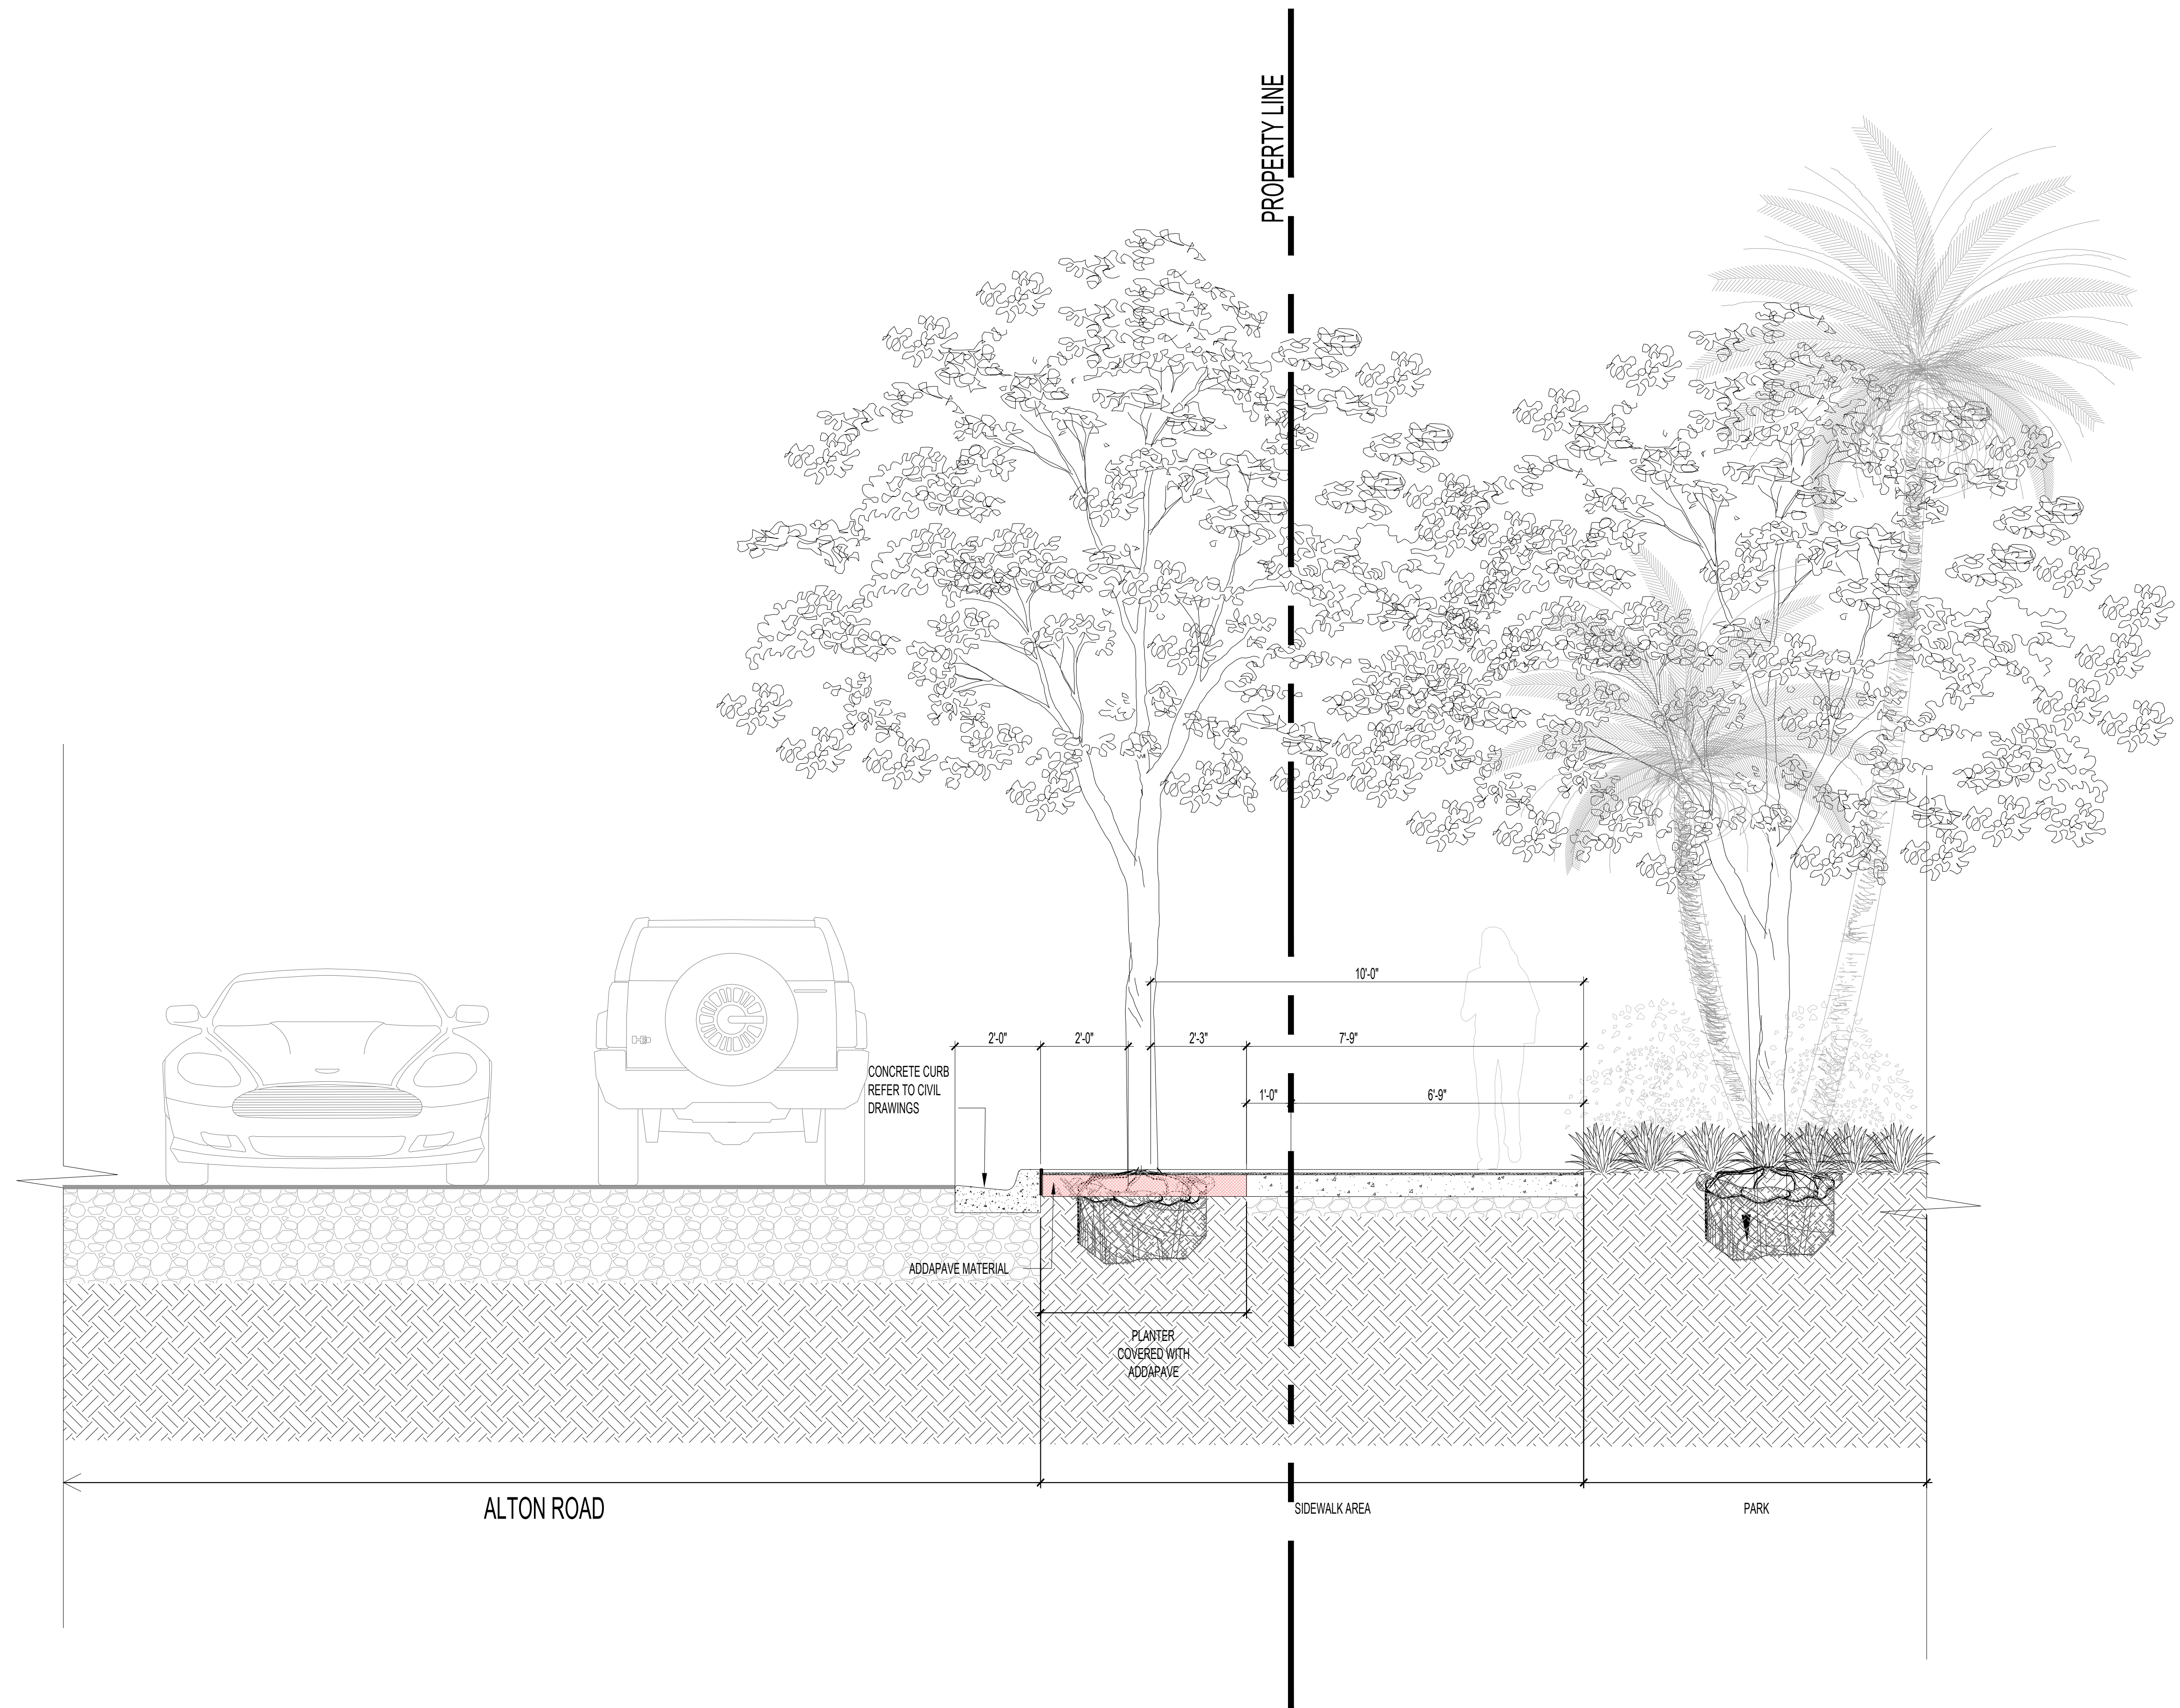 PROPERTY LINE
10'-0"
2'-0"
2'-0"
2'-3"
7'-9"
CONCRETE CURB
REFER TO CIVIL
DRAWINGS
1'-0"
6'-9"
ADDAPAVE MATERIAL
PLANTER
COVERED WITH
ADDAPAVE
ALTON ROAD
SIDEWALK AREA
PARK